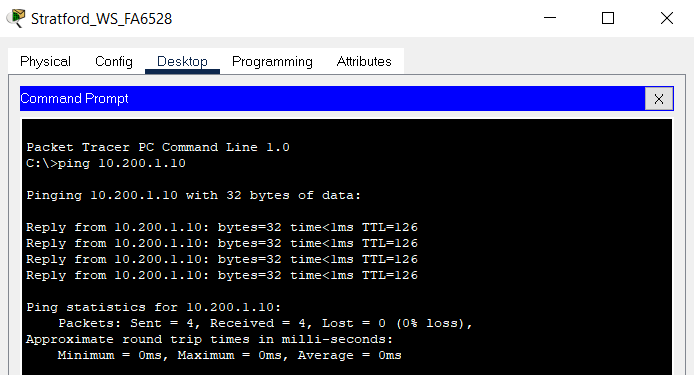 Stratford_WS_FA6528
Physical Config Desktop Programming Attributes
Command Prompt X
Packet Tracer PC Command Line 1.0
C:\>ping 10.200.1.10
Pinging 10.200.1.10 with 32 bytes of data:
Reply from 10.200.1.10: bytes=32 time<1ms TTL=126
Reply from 10.200.1.10: bytes=32 time<1ms TTL=126
Reply from 10.200.1.10: bytes=32 time<1ms TTL=126
Reply from 10.200.1.10: bytes=32 time<1ms TTL=126
Ping statistics for 10.200.1.10:
    Packets: Sent = 4, Received = 4, Lost = 0 (0% loss),
Approximate round trip times in milli-seconds:
    Minimum = 0ms, Maximum = 0ms, Average = 0ms